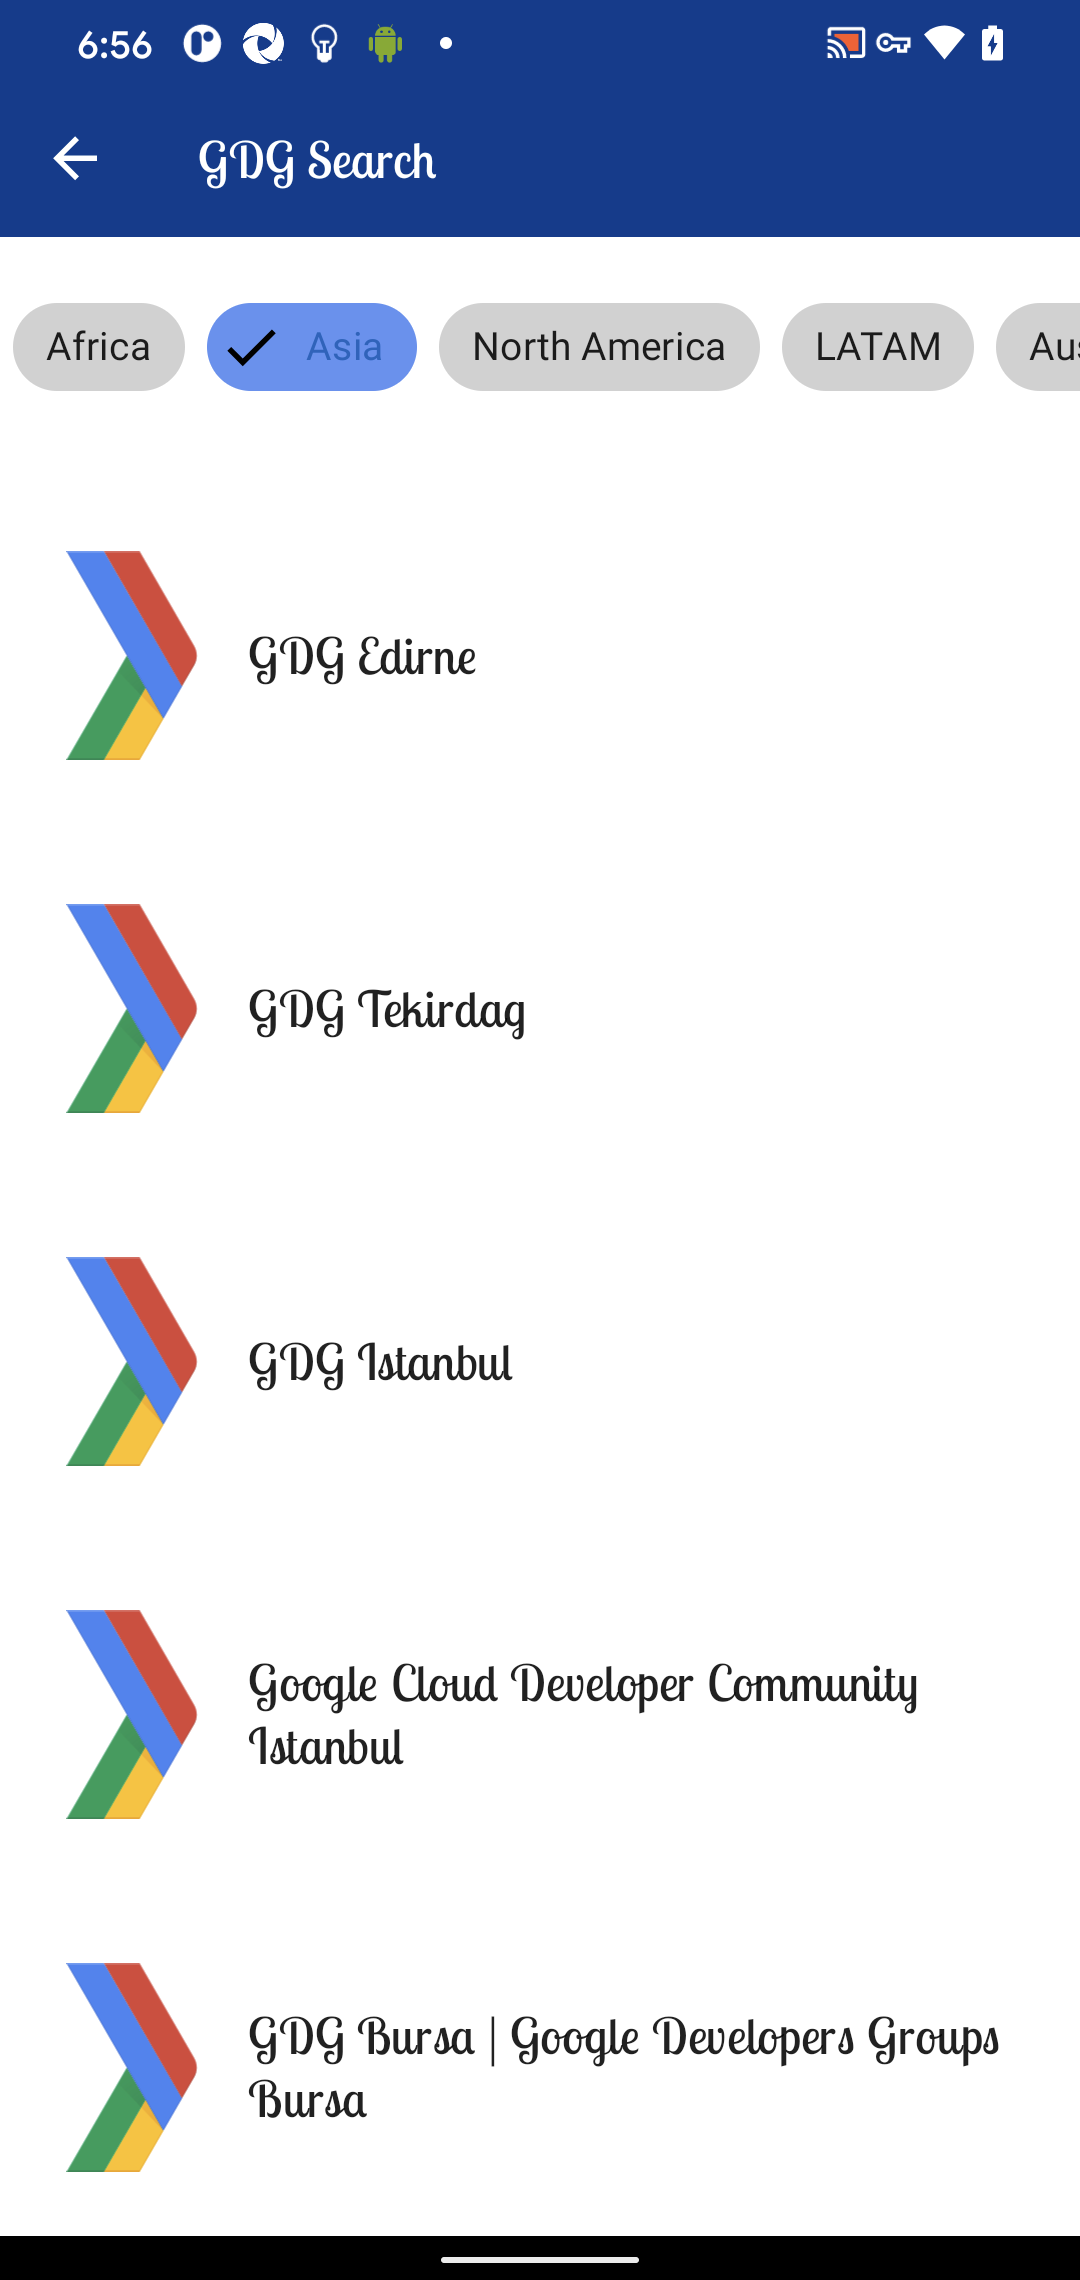 6:56
GDG Search
Africa
Asia
North America
LATAM
Aus
GDG Edirne
GDG Tekirdag
GDG Istanbul
Google Cloud Developer Community
Istanbul
GDG Bursa | Google Developers Groups
Bursa